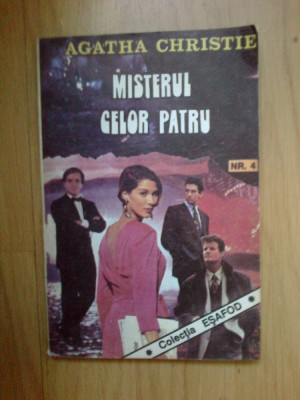 AGATHA CHRISTIE
MISTERUL
CELOR PATRU
NR. 4
• Colecția EȘAFOD •